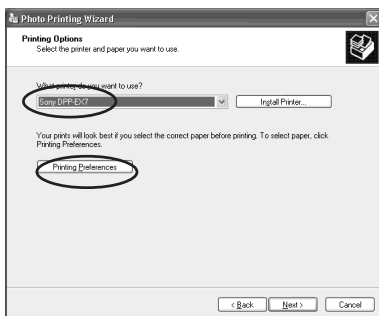 Photo Printing Wizard
Printing Options
Select the printer and paper you want to use.
What printer do you want to use?
Sony DPP-EX7
Install Printer...
Your prints will look best if you select the correct paper before printing. To select paper, click
Printing Preferences.
Printing Preferences
< Back Next > Cancel